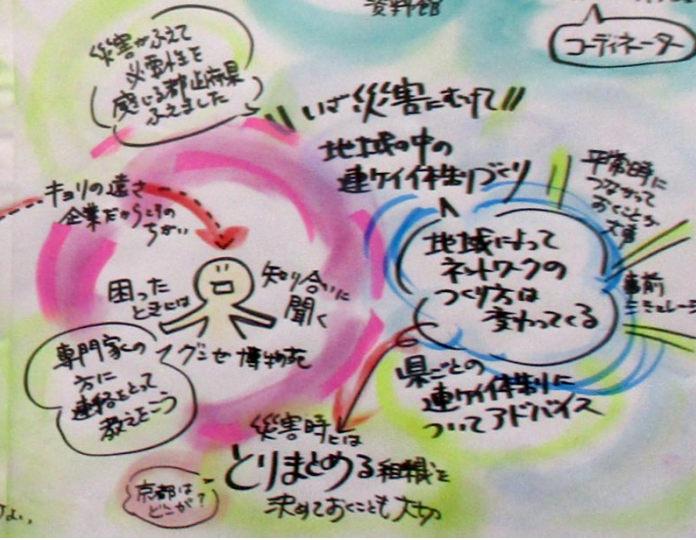 資料館
コーディネーター
災害がふえて
必要性を
感じる都道府県
ふえました
いざ災害にむけて
地域の中の
連ケイ体制づくり
平常時に
つながって
おくことが
大事
キョリの遠さ
企業だからこその
ちがい
地域によって
ネットワークの
つくり方は
変わってくる
事前
シミュレー
困った
ときには
知り合いに
聞く
グンゼ博物苑
専門家の
方に
連絡をとって
教えをこう
県ごとの
連ケイ体制に
ついてアドバイス
災害時には
とりまとめる組織を
決めておくことも大切
京都は
どこが?